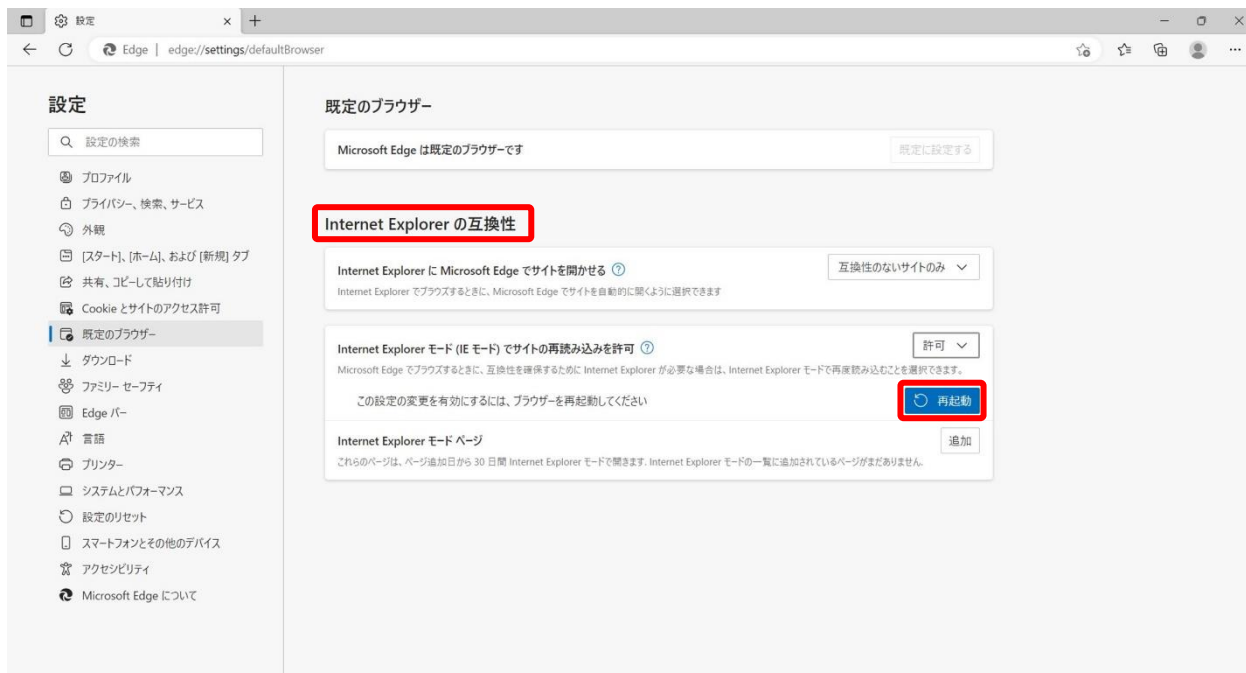 設定
Edge | edge://settings/defaultBrowser
設定
設定の検索
プロファイル
プライバシー、検索、サービス
外観
[スタート]、[ホーム]、および [新規] タブ
共有、コピーして貼り付け
Cookie とサイトのアクセス許可
既定のブラウザー
ダウンロード
ファミリー セーフティ
Edge バー
言語
プリンター
システムとパフォーマンス
設定のリセット
スマートフォンとその他のデバイス
アクセシビリティ
Microsoft Edge について
既定のブラウザー
Microsoft Edge は既定のブラウザーです
既定に設定する
Internet Explorer の互換性
Internet Explorer に Microsoft Edge でサイトを開かせる
互換性のないサイトのみ
Internet Explorer でブラウズするときに、Microsoft Edge でサイトを自動的に開くように選択できます
Internet Explorer モード (IE モード) でサイトの再読み込みを許可
許可
Microsoft Edge でブラウズするときに、互換性を確保するために Internet Explorer が必要な場合は、Internet Explorer モードで再度読み込むことを選択できます。
この設定の変更を有効にするには、ブラウザーを再起動してください
再起動
Internet Explorer モード ページ
追加
これらのページは、ページ追加日から 30 日間 Internet Explorer モードで開きます. Internet Explorer モードの一覧に追加されているページがまだありません.